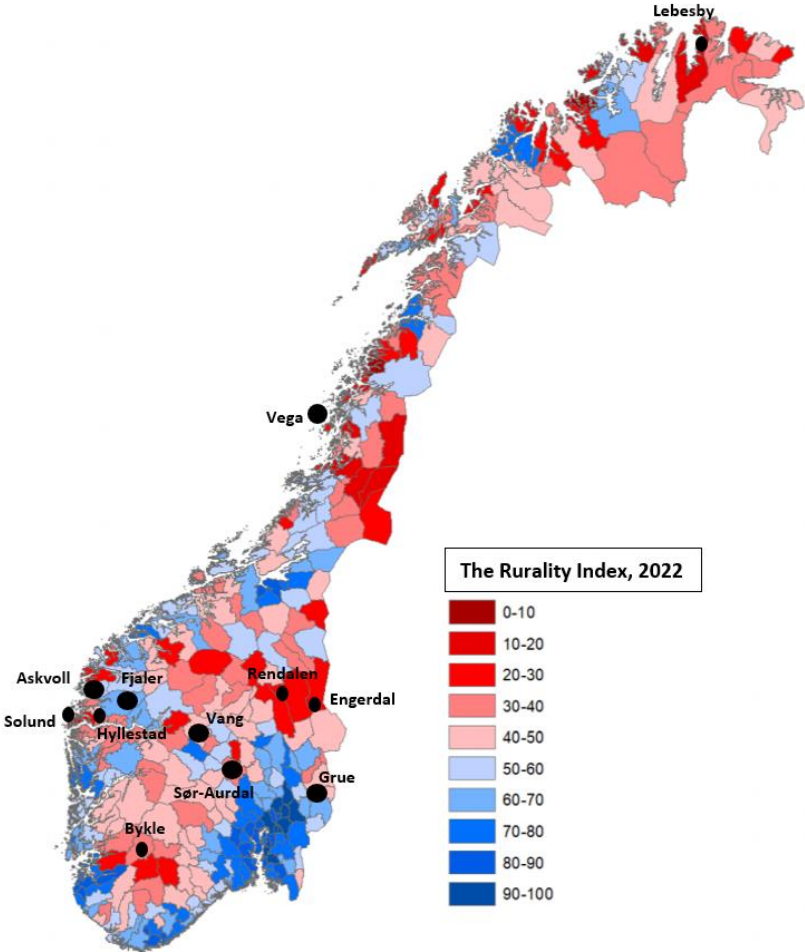 Lebesby
Vega
The Rurality Index, 2022
0-10
10-20
20-30
30-40
40-50
50-60
60-70
70-80
80-90
90-100
Askvoll
Fjaler
Rendalen
Engerdal
Solund
Hyllestad
Vang
Sør-Aurdal
Grue
Bykle